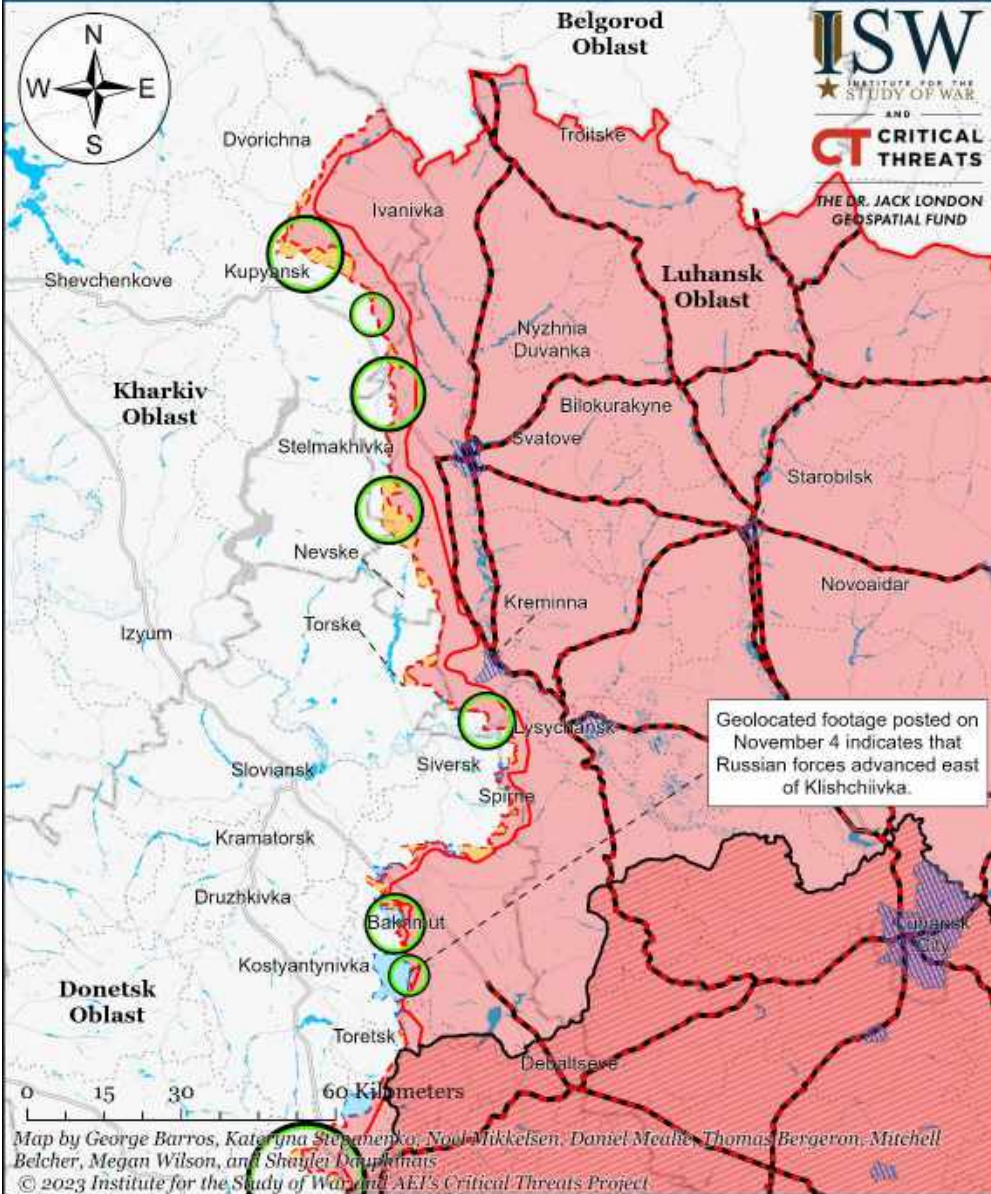 Belgorod
Oblast
ISW
INSTITUTE FOR THE
STUDY OF WAR
AND
CT CRITICAL
THREATS
THE DR. JACK LONDON
GEOSPATIAL FUND
N
W E
S
Dvorichna
Troitske
Ivanivka
Kupyansk
Shevchenkove
Luhansk
Oblast
Nyzhnia
Duvanka
Kharkiv
Oblast
Bilokurakyne
Stelmakhivka
Svatove
Starobilsk
Nevske
Novoaidar
Kreminna
Torske
Izyum
Geolocated footage posted on
November 4 indicates that
Russian forces advanced east
of Klishchiivka.
Lysychansk
Siversk
Sloviansk
Spirne
Kramatorsk
Druzhkivka
Bakhmut
Luhansk
City
Kostyantynivka
Donetsk
Oblast
Toretsk
Debaltseve
0 15 30 60 Kilometers
Map by George Barros, Kateryna Stepanenko, Noel Mikkelsen, Daniel Mealie, Thomas Bergeron, Mitchell
Belcher, Megan Wilson, and Shaylei Dauphinais
© 2023 Institute for the Study of War and AEI's Critical Threats Project